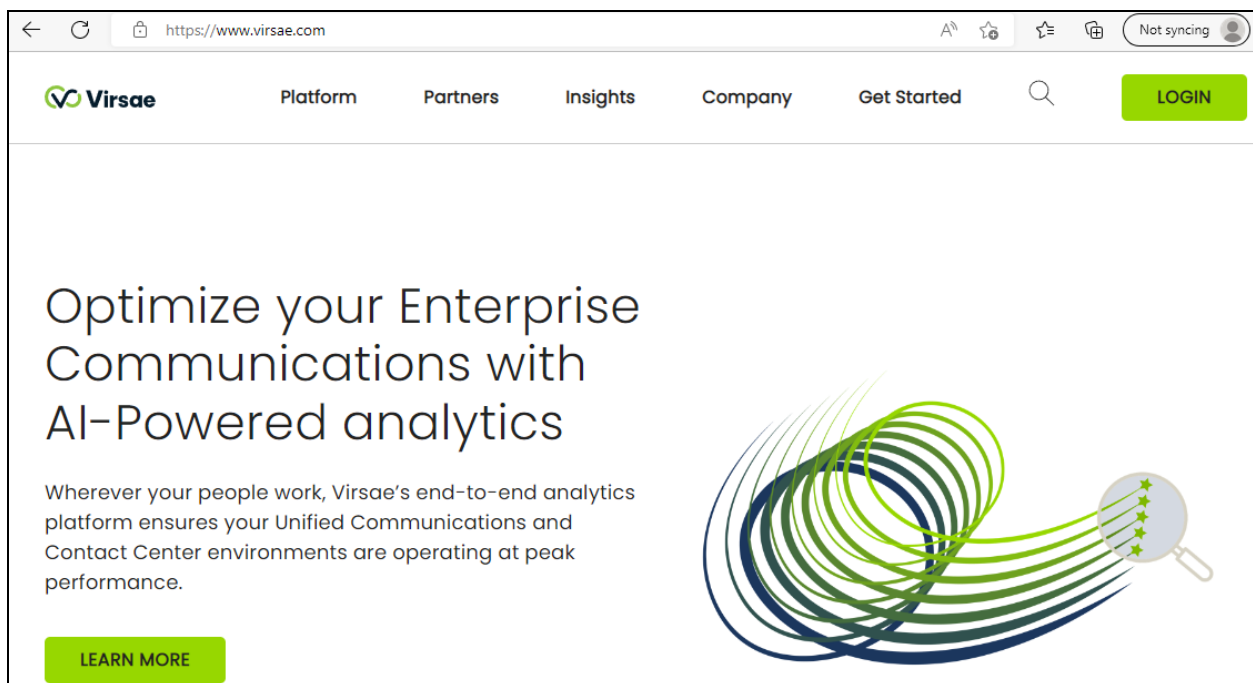 https://www.virsae.com
Not syncing
Virsae
Platform
Partners
Insights
Company
Get Started
LOGIN
Optimize your Enterprise
Communications with
AI-Powered analytics
Wherever your people work, Virsae's end-to-end analytics
platform ensures your Unified Communications and
Contact Center environments are operating at peak
performance.
LEARN MORE